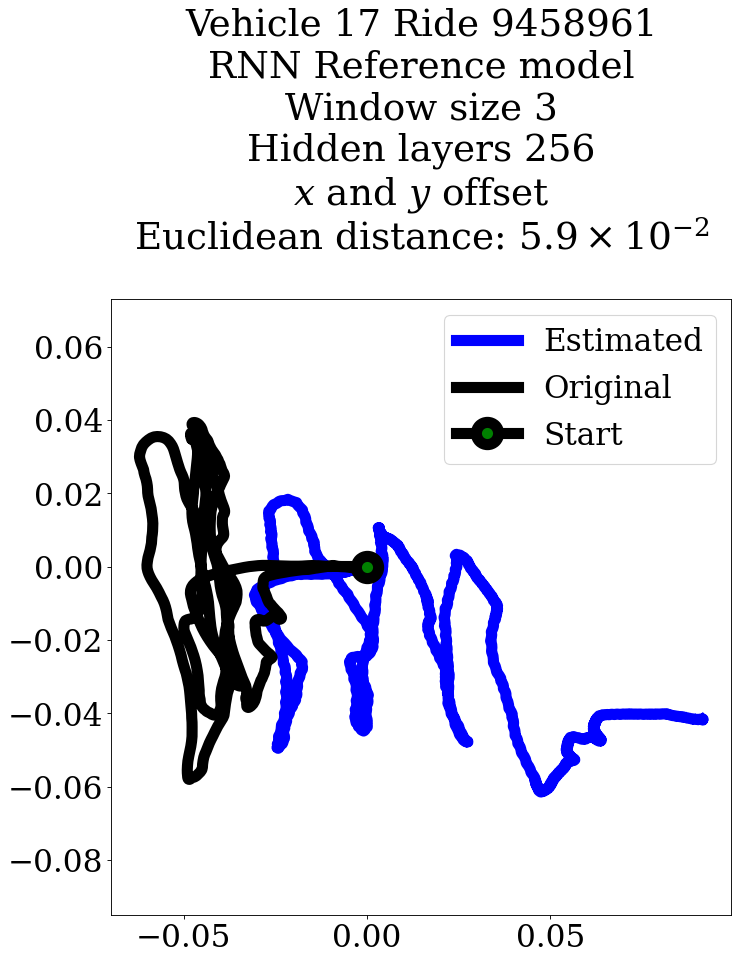 Vehicle 17 Ride 9458961
RNN Reference model
Window size 3
Hidden layers 256
x and y offset
Euclidean distance: 5.9 × 10⁻²
Estimated
Original
Start
0.06
0.04
0.02
0.00
−0.02
−0.04
−0.06
−0.08
−0.05 0.00 0.05